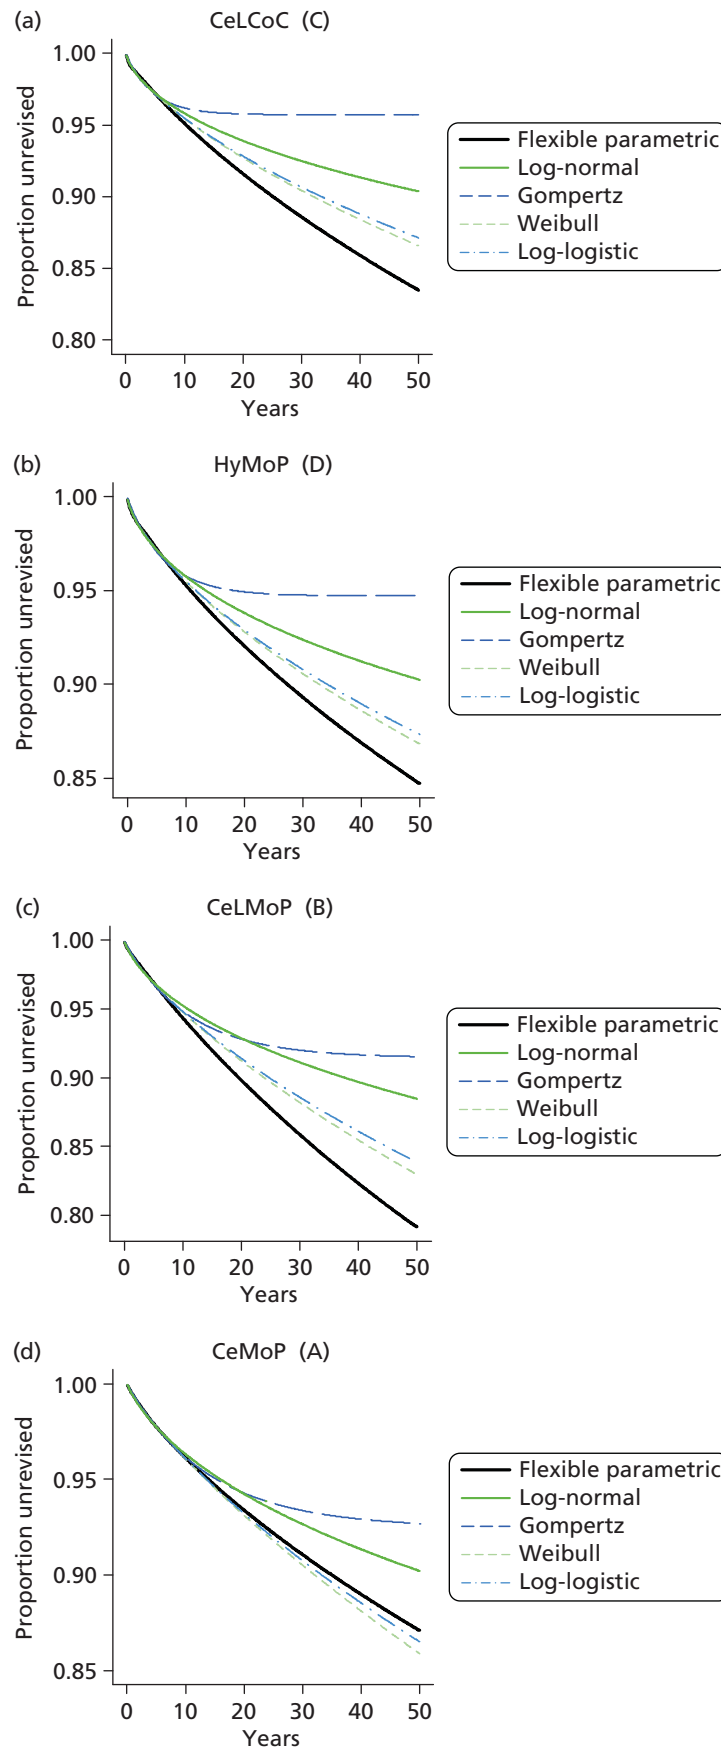 (a) CeLCoC (C)
Proportion unrevised
1.00
0.95
0.90
0.85
0.80
0 10 20 30 40 50
Years
Flexible parametric
Log-normal
Gompertz
Weibull
Log-logistic
(b) HyMoP (D)
Proportion unrevised
1.00
0.95
0.90
0.85
0 10 20 30 40 50
Years
Flexible parametric
Log-normal
Gompertz
Weibull
Log-logistic
(c) CeLMoP (B)
Proportion unrevised
1.00
0.95
0.90
0.85
0.80
0 10 20 30 40 50
Years
Flexible parametric
Log-normal
Gompertz
Weibull
Log-logistic
(d) CeMoP (A)
Proportion unrevised
1.00
0.95
0.90
0.85
0 10 20 30 40 50
Years
Flexible parametric
Log-normal
Gompertz
Weibull
Log-logistic